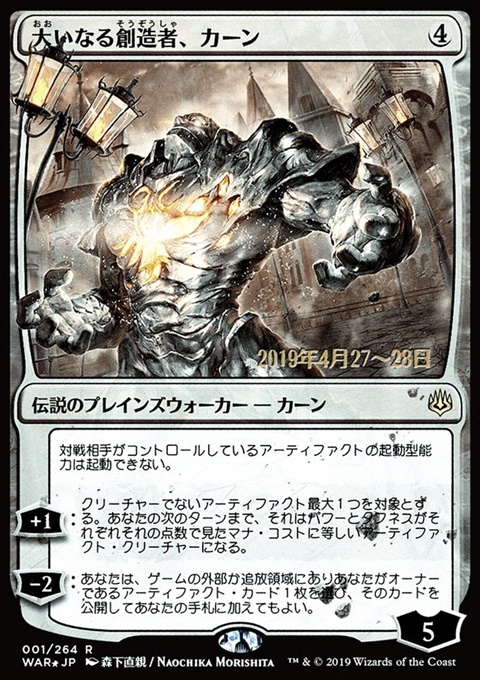 おお そうぞうしゃ
大いなる創造者、カーン
4
2019年4月27～28日
伝説のプレインズウォーカー — カーン
対戦相手がコントロールしているアーティファクトの起動型能
力は起動できない。
+1:
クリーチャーでないアーティファクト最大1つを対象とす
る。あなたの次のターンまで、それはパワーとタフネスがそ
れぞれそれの点数で見たマナ・コストに等しいアーティファ
クト・クリーチャーになる。
-2:
あなたは、ゲームの外部か追放領域にありあなたがオーナー
であるアーティファクト・カード1枚を選び、そのカードを
公開してあなたの手札に加えてもよい。
5
001/264 R
WAR★JP 森下直親/NAOCHIKA MORISHITA
™ & © 2019 Wizards of the Coast